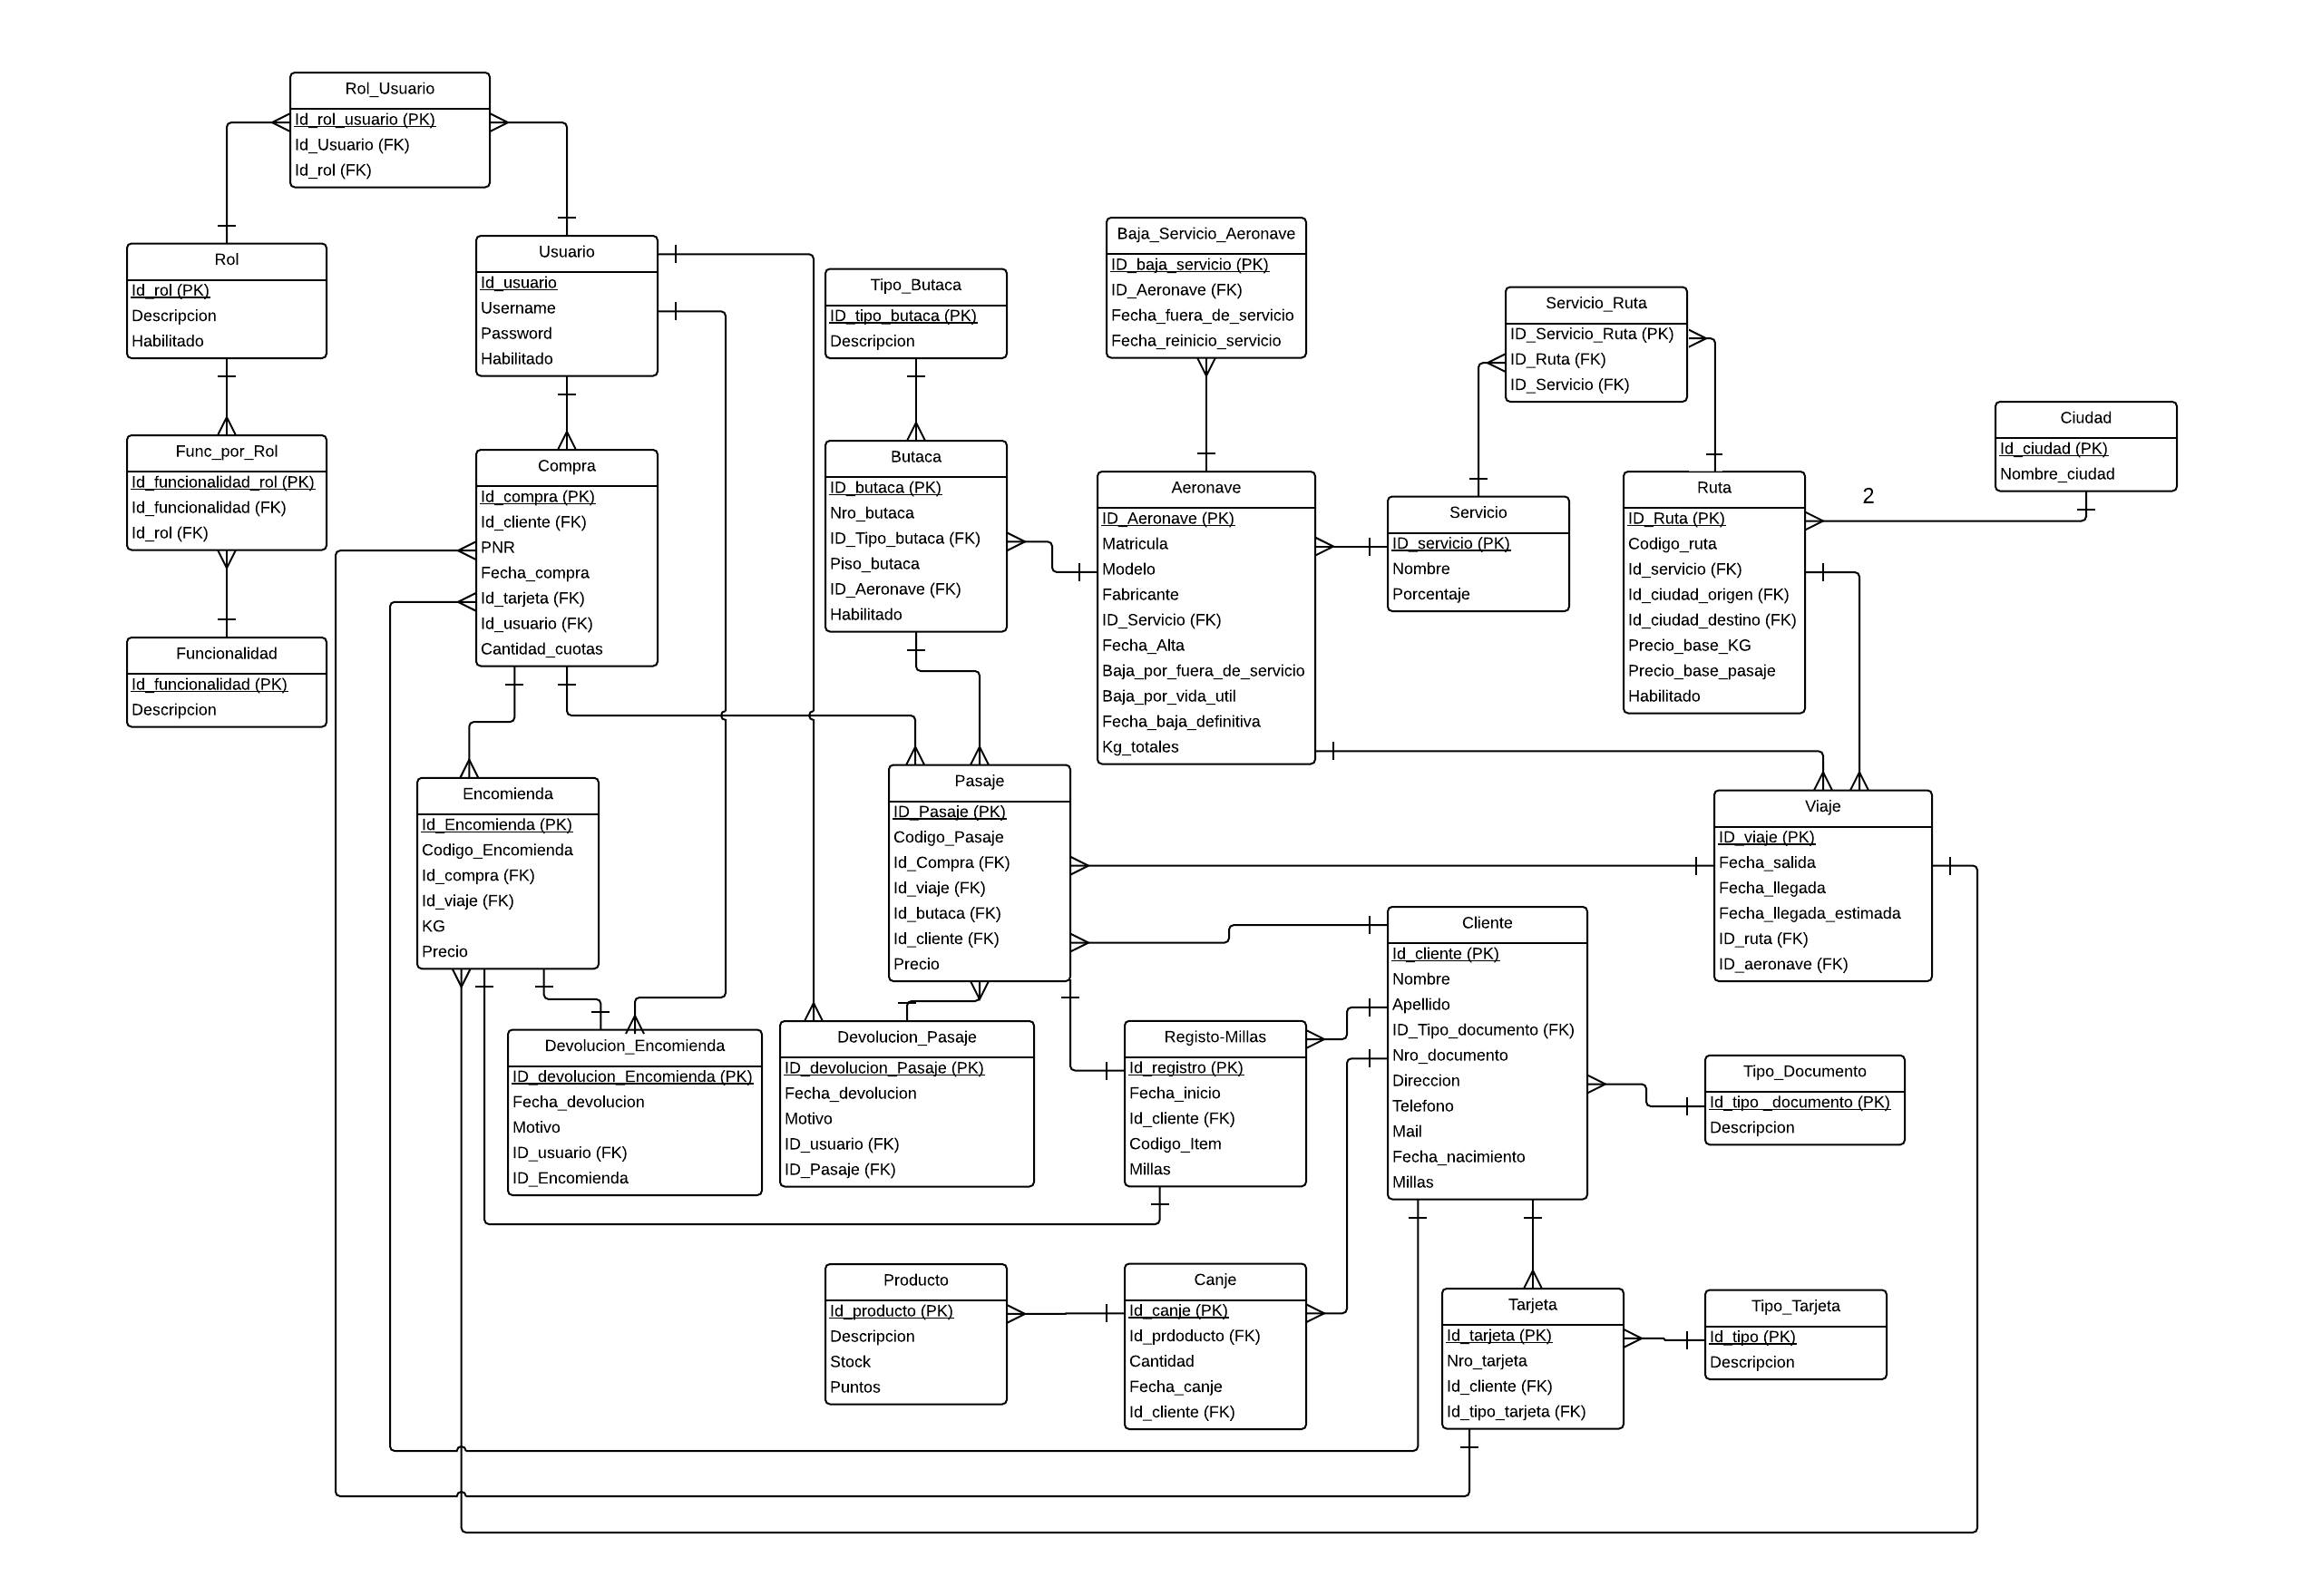 Rol_Usuario
Id_rol_usuario (PK)
Id_Usuario (FK)
Id_rol (FK)
Rol
Id_rol (PK)
Descripcion
Habilitado
Usuario
Id_usuario
Username
Password
Habilitado
Tipo_Butaca
ID_tipo_butaca (PK)
Descripcion
Baja_Servicio_Aeronave
ID_baja_servicio (PK)
ID_Aeronave (FK)
Fecha_fuera_de_servicio
Fecha_reinicio_servicio
Servicio_Ruta
ID_Servicio_Ruta (PK)
ID_Ruta (FK)
ID_Servicio (FK)
Ciudad
Id_ciudad (PK)
Nombre_ciudad
2
Func_por_Rol
Id_funcionalidad_rol (PK)
Id_funcionalidad (FK)
Id_rol (FK)
Compra
Id_compra (PK)
Id_cliente (FK)
PNR
Fecha_compra
Id_tarjeta (FK)
Id_usuario (FK)
Cantidad_cuotas
Butaca
ID_butaca (PK)
Nro_butaca
ID_Tipo_butaca (FK)
Piso_butaca
ID_Aeronave (FK)
Habilitado
Aeronave
ID_Aeronave (PK)
Matricula
Modelo
Fabricante
ID_Servicio (FK)
Fecha_Alta
Baja_por_fuera_de_servicio
Baja_por_vida_util
Fecha_baja_definitiva
Kg_totales
Servicio
ID_servicio (PK)
Nombre
Porcentaje
Ruta
ID_Ruta (PK)
Codigo_ruta
Id_servicio (FK)
Id_ciudad_origen (FK)
Id_ciudad_destino (FK)
Precio_base_KG
Precio_base_pasaje
Habilitado
Funcionalidad
Id_funcionalidad (PK)
Descripcion
Encomienda
Id_Encomienda (PK)
Codigo_Encomienda
Id_compra (FK)
Id_viaje (FK)
KG
Precio
Pasaje
ID_Pasaje (PK)
Codigo_Pasaje
Id_Compra (FK)
Id_viaje (FK)
Id_butaca (FK)
Id_cliente (FK)
Precio
Viaje
ID_viaje (PK)
Fecha_salida
Fecha_llegada
Fecha_llegada_estimada
ID_ruta (FK)
ID_aeronave (FK)
Cliente
Id_cliente (PK)
Nombre
Apellido
ID_Tipo_documento (FK)
Nro_documento
Direccion
Telefono
Mail
Fecha_nacimiento
Millas
Devolucion_Encomienda
ID_devolucion_Encomienda (PK)
Fecha_devolucion
Motivo
ID_usuario (FK)
ID_Encomienda
Devolucion_Pasaje
ID_devolucion_Pasaje (PK)
Fecha_devolucion
Motivo
ID_usuario (FK)
ID_Pasaje (FK)
Registo-Millas
Id_registro (PK)
Fecha_inicio
Id_cliente (FK)
Codigo_Item
Millas
Tipo_Documento
Id_tipo _documento (PK)
Descripcion
Producto
Id_producto (PK)
Descripcion
Stock
Puntos
Canje
Id_canje (PK)
Id_prdoducto (FK)
Cantidad
Fecha_canje
Id_cliente (FK)
Tarjeta
Id_tarjeta (PK)
Nro_tarjeta
Id_cliente (FK)
Id_tipo_tarjeta (FK)
Tipo_Tarjeta
Id_tipo (PK)
Descripcion